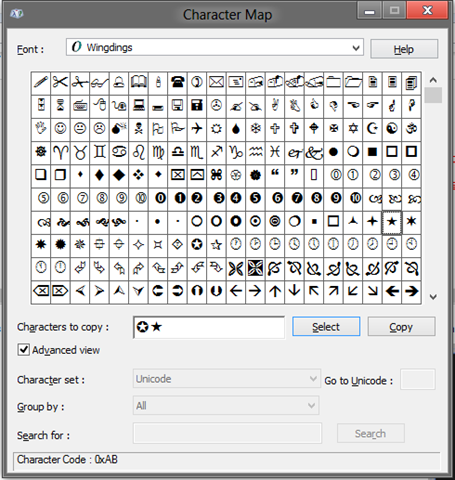 Character Map
Font : O Wingdings Help
Characters to copy : ✪★ Select Copy
Advanced view
Character set : Unicode Go to Unicode :
Group by : All
Search for : Search
Character Code : 0xAB